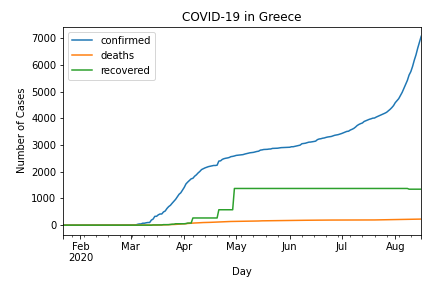 COVID-19 in Greece
confirmed
deaths
recovered
Number of Cases
7000
6000
5000
4000
3000
2000
1000
0
Feb Mar Apr May Jun Jul Aug
2020
Day